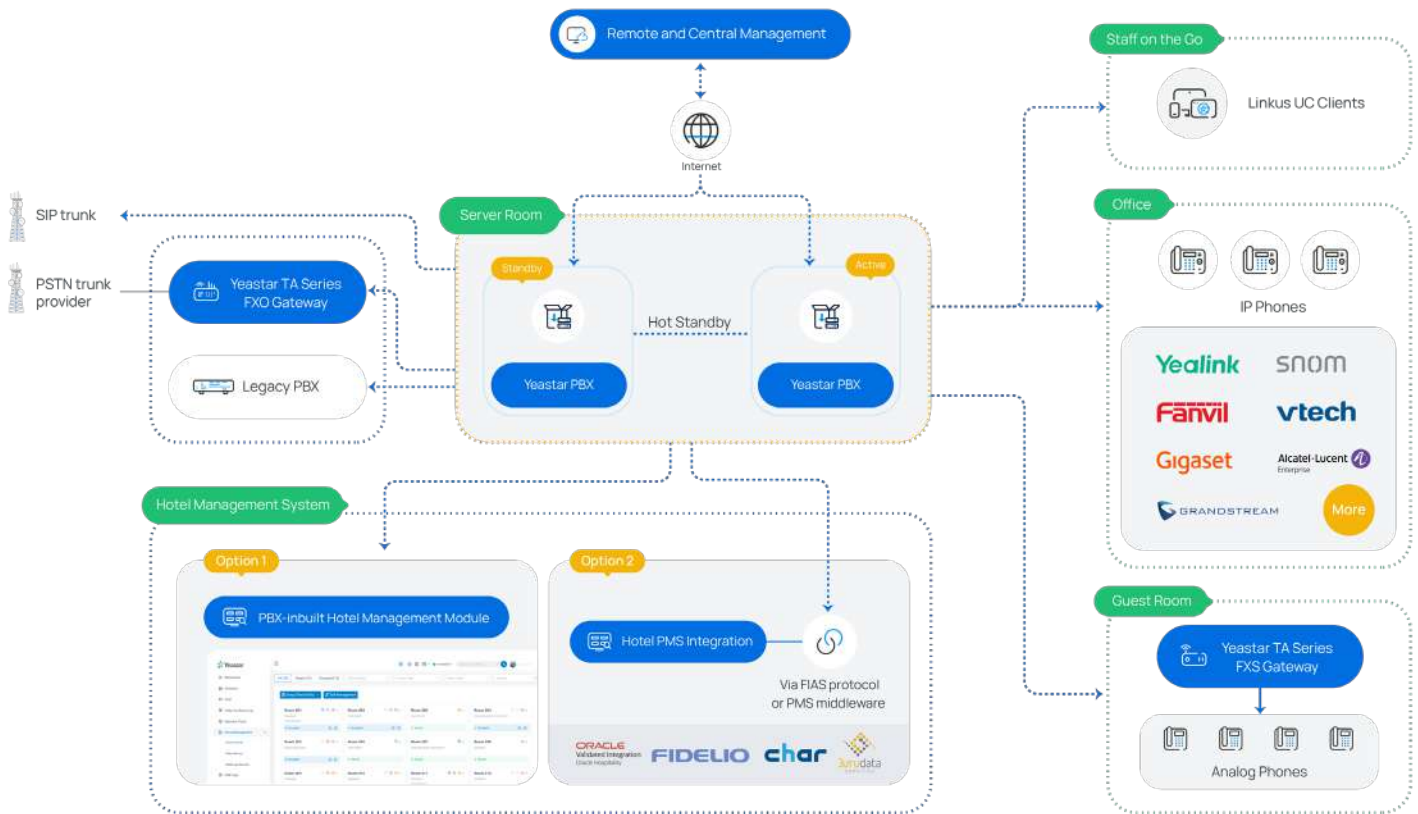 Remote and Central Management
Internet
Staff on the Go
Linkus UC Clients
SIP trunk
PSTN trunk
provider
Yeastar TA Series
FXO Gateway
Legacy PBX
Server Room
Standby
Active
Hot Standby
Yeastar PBX
Yeastar PBX
Office
IP Phones
Yealink
snom
Fanvil
vtech
Gigaset
Alcatel-Lucent
Enterprise
GRANDSTREAM
More
Hotel Management System
Option 1
PBX-inbuilt Hotel Management Module
Yeastar
Option 2
Hotel PMS Integration
Via FIAS protocol
or PMS middleware
ORACLE
Validated Integration
Oracle Hospitality
FIDELIO
char
Jurudata
Guest Room
Yeastar TA Series
FXS Gateway
Analog Phones